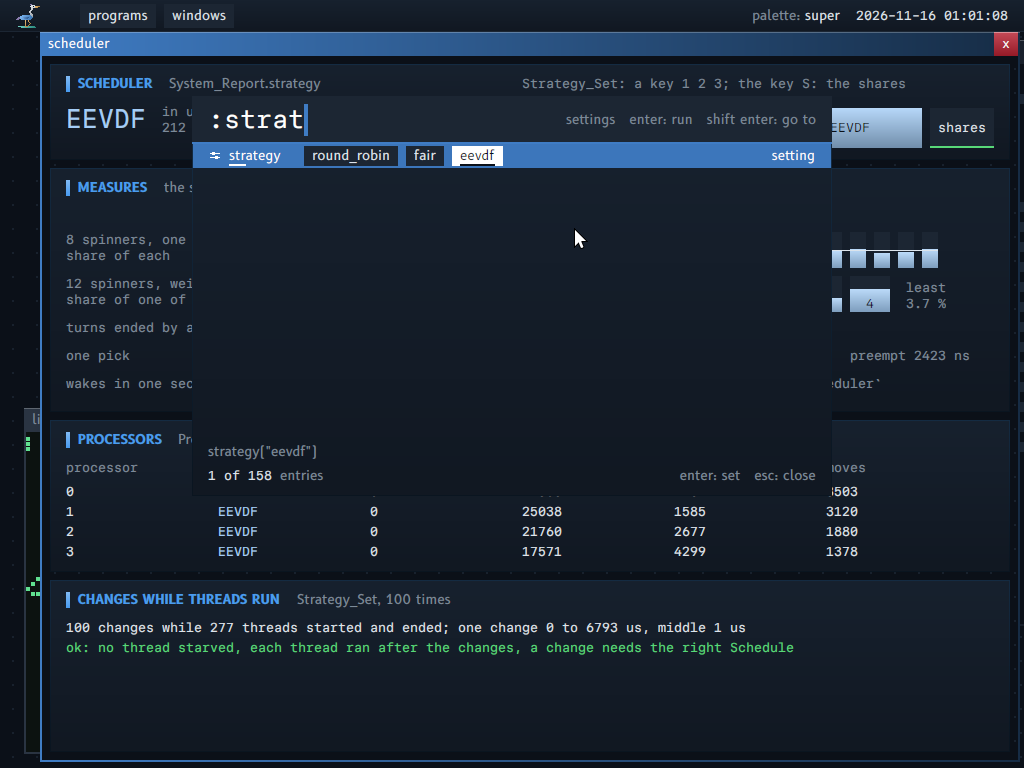 programs windows palette: super 2026-11-16 01:01:08
scheduler x
SCHEDULER System_Report.strategy Strategy_Set: a key 1 2 3; the key S: the shares
EEVDF in EEVDF shares
212
:strat settings enter: run shift enter: go to
strategy round_robin fair eevdf setting
MEASURES the
8 spinners, one
share of each
12 spinners,
share of one of least
4 3.7 %
turns ended by
one pick preempt 2423 ns
wakes in one
strategy["eevdf"]
PROCESSORS
processor
1 of 158 entries enter: set esc: close
0
1 EEVDF 0 25038 1585 3120
2 EEVDF 0 21760 2677 1880
3 EEVDF 0 17571 4299 1378
CHANGES WHILE THREADS RUN Strategy_Set, 100 times
100 changes while 277 threads started and ended; one change 0 to 6793 us, middle 1 us
ok: no thread starved, each thread ran after the changes, a change needs the right Schedule